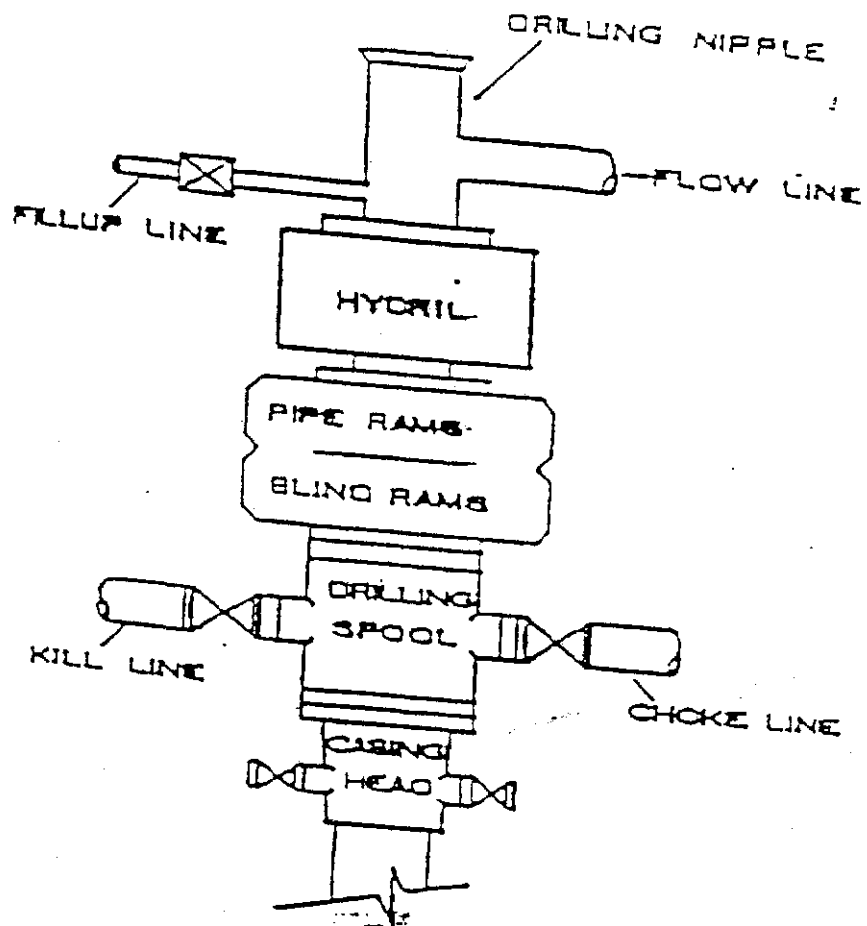 DRILLING NIPPLE
FLOW LINE
FILLUP LINE
HYDRIL
PIPE RAMS
BLIND RAMS
DRILLING
SPOOL
KILL LINE
CHOKE LINE
CASING
HEAD